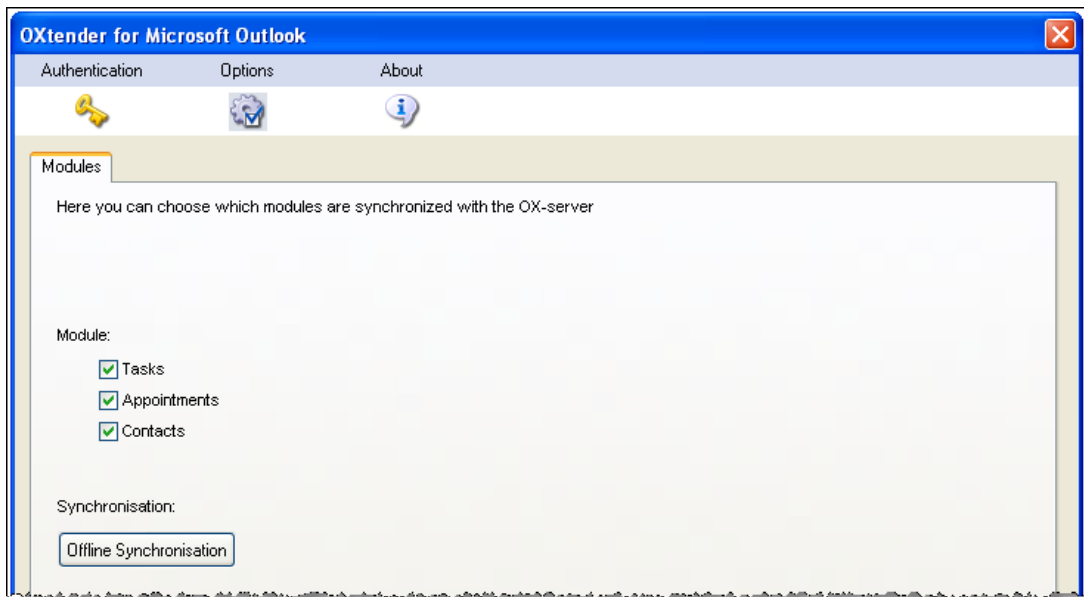 OXtender for Microsoft Outlook
Authentication Options About
Modules
Here you can choose which modules are synchronized with the OX-server
Module:
Tasks
Appointments
Contacts
Synchronisation:
Offline Synchronisation